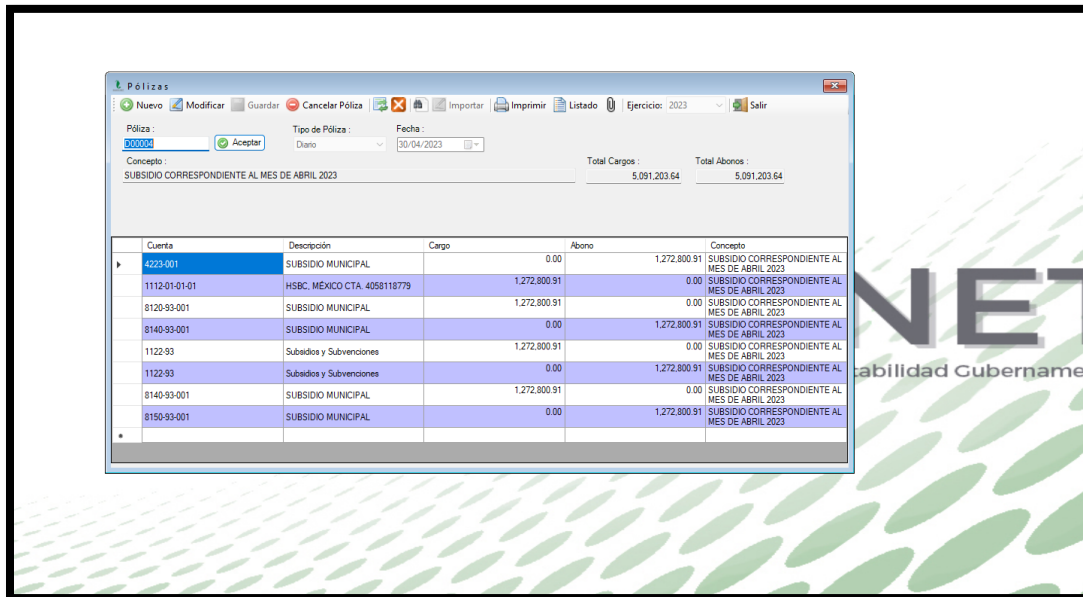 Pólizas
Nuevo Modificar Guardar Cancelar Póliza Importar Imprimir Listado Ejercicio: 2023 Salir
Póliza : Tipo de Póliza : Fecha :
D00004 Aceptar Diario 30/04/2023
Concepto : Total Cargos : Total Abonos :
SUBSIDIO CORRESPONDIENTE AL MES DE ABRIL 2023 5,091,203.64 5,091,203.64
Cuenta Descripción Cargo Abono Concepto
4223-001 SUBSIDIO MUNICIPAL 0.00 1,272,800.91 SUBSIDIO CORRESPONDIENTE AL
MES DE ABRIL 2023
1112-01-01-01 HSBC, MÉXICO CTA. 4058118779 1,272,800.91 0.00 SUBSIDIO CORRESPONDIENTE AL
MES DE ABRIL 2023
8120-93-001 SUBSIDIO MUNICIPAL 1,272,800.91 0.00 SUBSIDIO CORRESPONDIENTE AL
MES DE ABRIL 2023
8140-93-001 SUBSIDIO MUNICIPAL 0.00 1,272,800.91 SUBSIDIO CORRESPONDIENTE AL
MES DE ABRIL 2023
1122-93 Subsidios y Subvenciones 1,272,800.91 0.00 SUBSIDIO CORRESPONDIENTE AL
MES DE ABRIL 2023
1122-93 Subsidios y Subvenciones 0.00 1,272,800.91 SUBSIDIO CORRESPONDIENTE AL
MES DE ABRIL 2023
8140-93-001 SUBSIDIO MUNICIPAL 1,272,800.91 0.00 SUBSIDIO CORRESPONDIENTE AL
MES DE ABRIL 2023
8150-93-001 SUBSIDIO MUNICIPAL 0.00 1,272,800.91 SUBSIDIO CORRESPONDIENTE AL
MES DE ABRIL 2023
NET
tabilidad Gubername